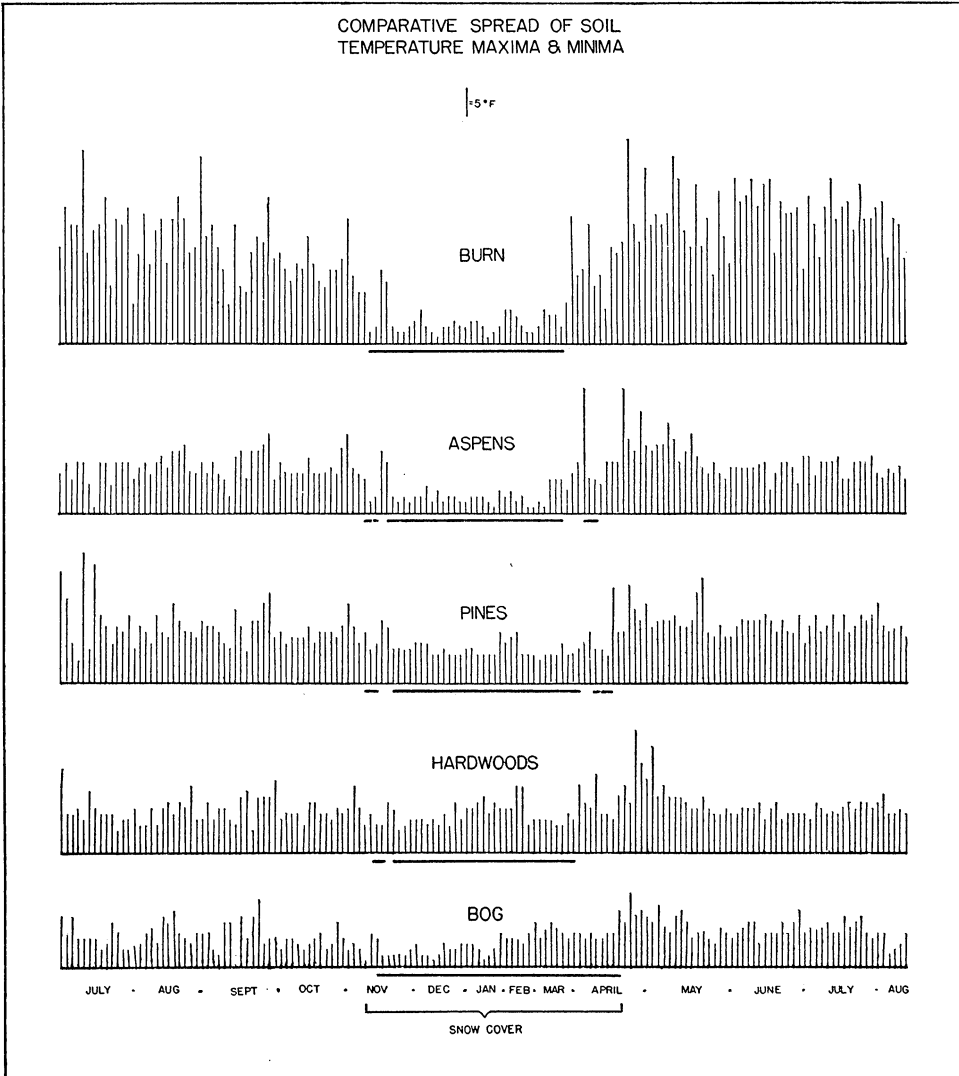 COMPARATIVE SPREAD OF SOIL
TEMPERATURE MAXIMA & MINIMA
=5°F
BURN
ASPENS
PINES
HARDWOODS
BOG
JULY • AUG • SEPT • OCT • NOV • DEC • JAN • FEB • MAR • APRIL • MAY • JUNE • JULY • AUG
SNOW COVER